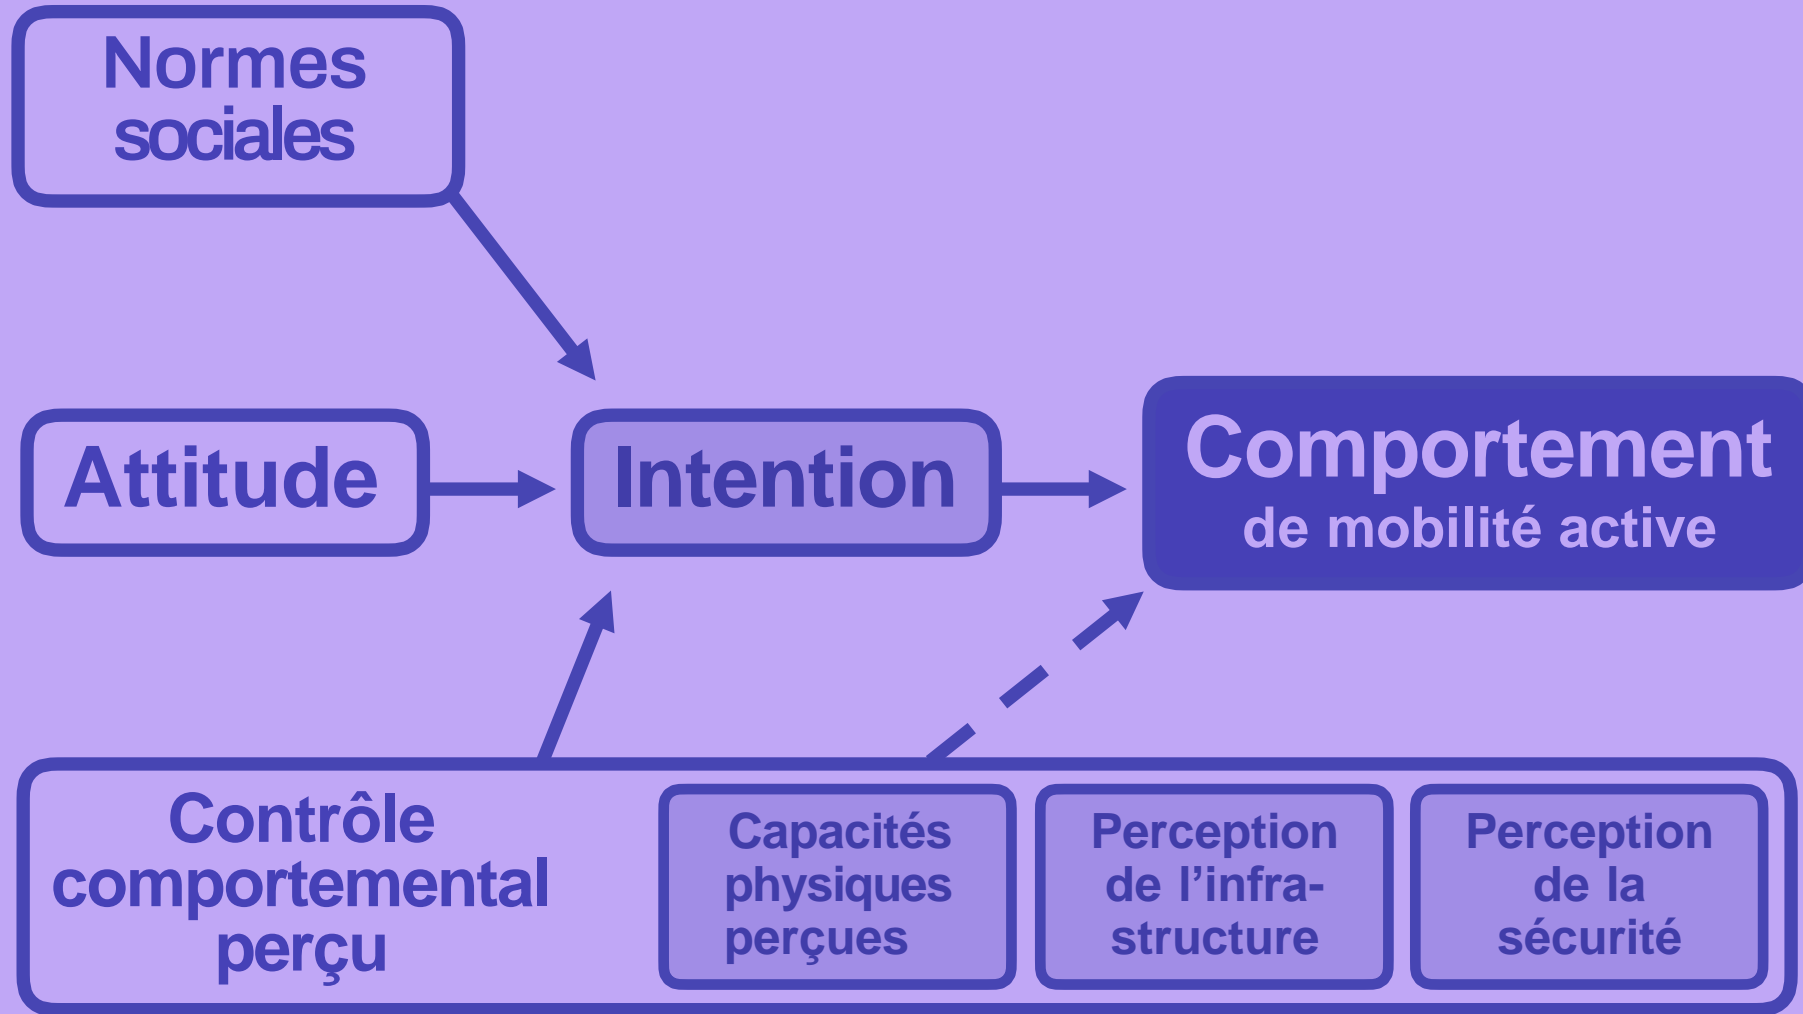 Normes
sociales
Attitude
Intention
Comportement
de mobilité active
Contrôle
comportemental
perçu
Capacités
physiques
perçues
Perception
de l’infra-
structure
Perception
de la
sécurité